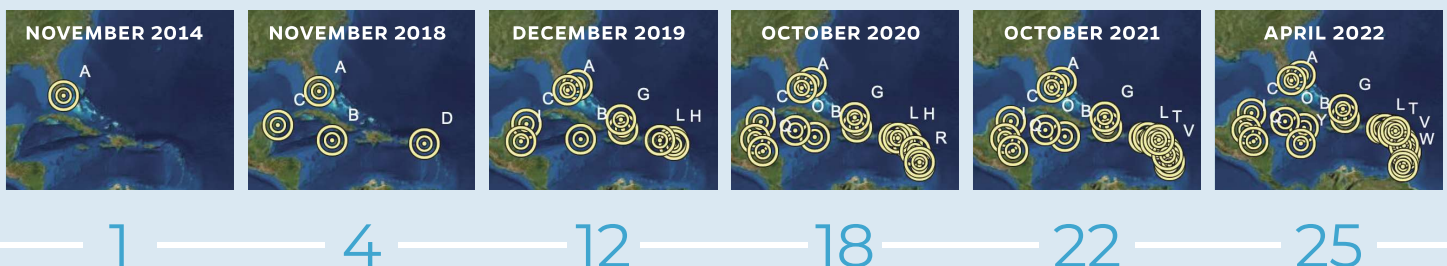 NOVEMBER 2014
A
1
NOVEMBER 2018
A
C
B
D
4
DECEMBER 2019
A
C
I
B
G
L H
12
OCTOBER 2020
A
C
I
O
Q
B
G
L H
R
18
OCTOBER 2021
A
C
I
O
Q
B
G
L T
V
22
APRIL 2022
A
C
I
O
Q
B
Y
G
L T
V
W
25